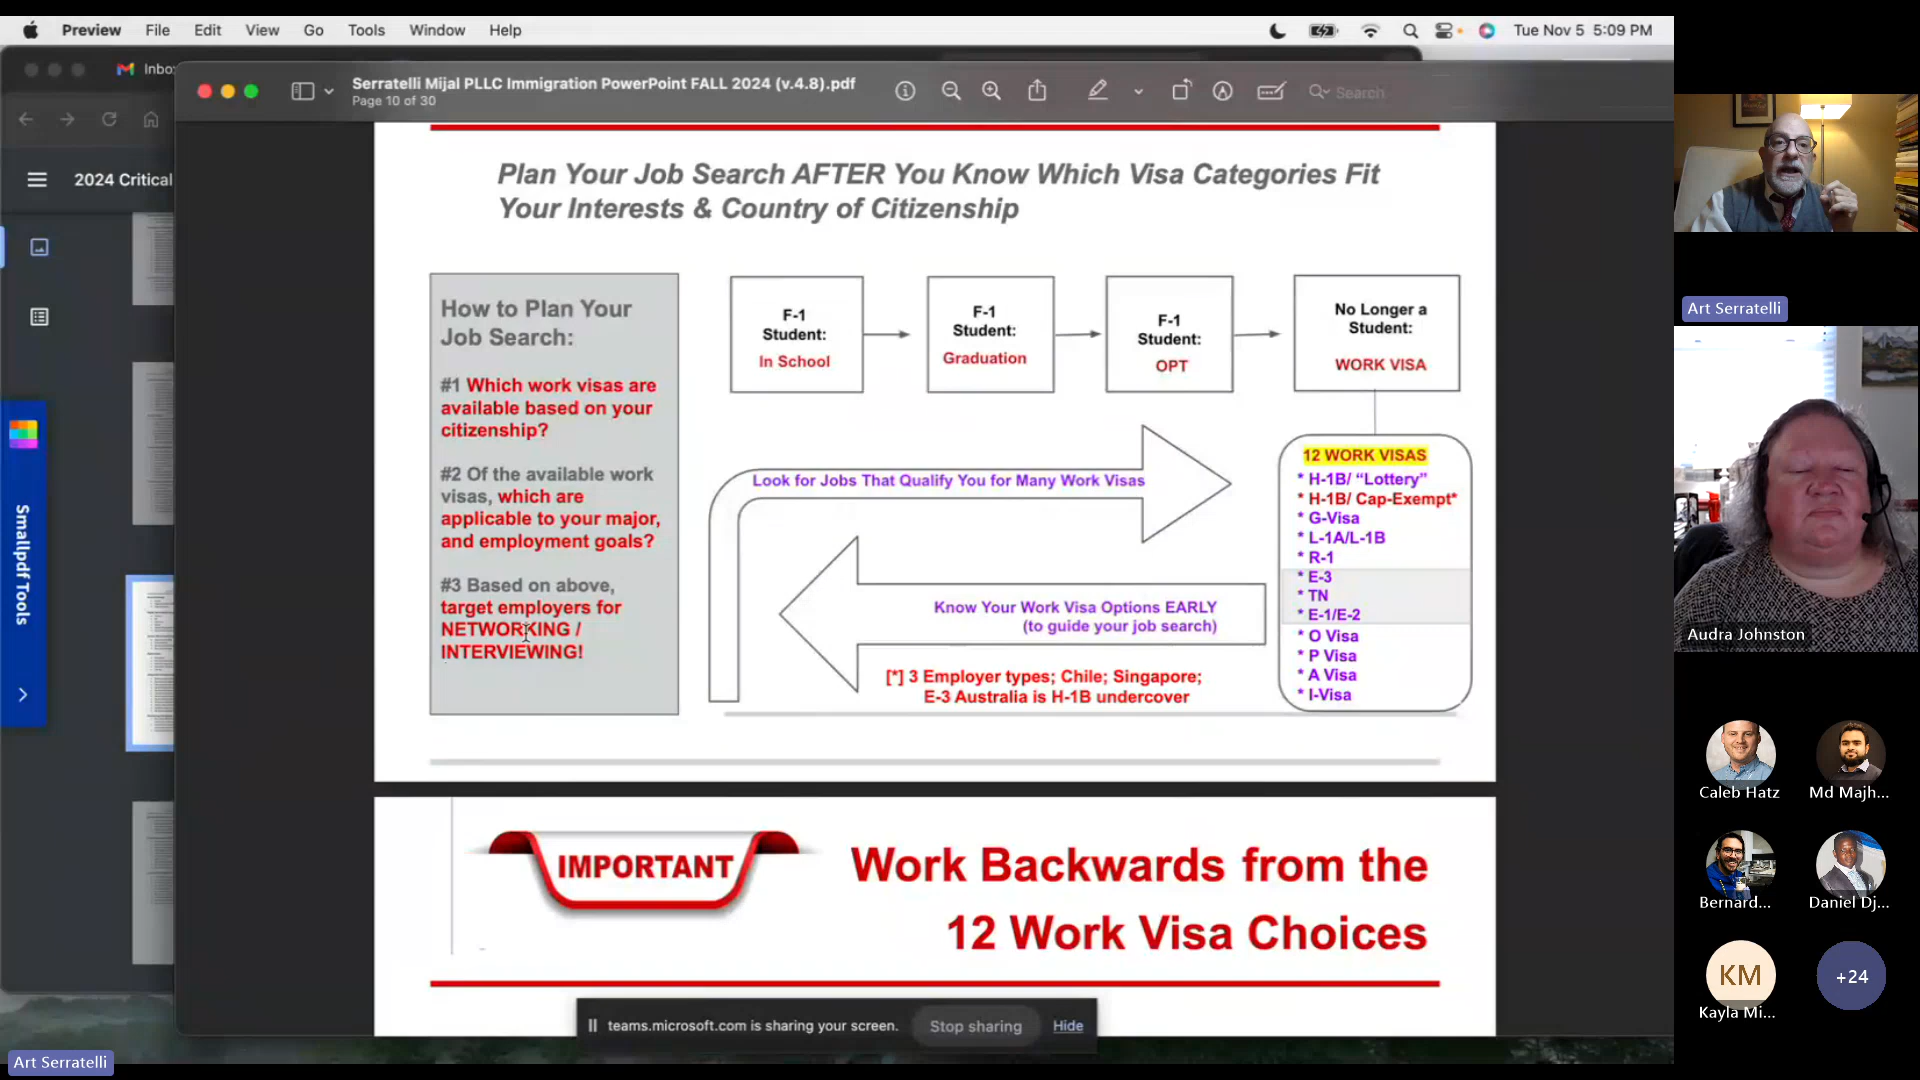 Preview File Edit View Go Tools Window Help
Tue Nov 5 5:09 PM
Inbo
Serratelli Mijal PLLC Immigration PowerPoint FALL 2024 (v.4.8).pdf
Page 10 of 30
Search
2024 Critical
Smallpdf Tools
Plan Your Job Search AFTER You Know Which Visa Categories Fit
Your Interests & Country of Citizenship
How to Plan Your
Job Search:
#1 Which work visas are
available based on your
citizenship?
#2 Of the available work
visas, which are
applicable to your major,
and employment goals?
#3 Based on above,
target employers for
NETWORKING /
INTERVIEWING!
F-1
Student:
In School
F-1
Student:
Graduation
F-1
Student:
OPT
No Longer a
Student:
WORK VISA
Look for Jobs That Qualify You for Many Work Visas
Know Your Work Visa Options EARLY
(to guide your job search)
[*] 3 Employer types; Chile; Singapore;
E-3 Australia is H-1B undercover
12 WORK VISAS
* H-1B/ “Lottery”
* H-1B/ Cap-Exempt*
* G-Visa
* L-1A/L-1B
* R-1
* E-3
* TN
* E-1/E-2
* O Visa
* P Visa
* A Visa
* I-Visa
IMPORTANT
Work Backwards from the
12 Work Visa Choices
teams.microsoft.com is sharing your screen. Stop sharing Hide
Art Serratelli
Art Serratelli
Audra Johnston
Caleb Hatz
Md Majh...
Bernard...
Daniel Dj...
KM
+24
Kayla Mi...